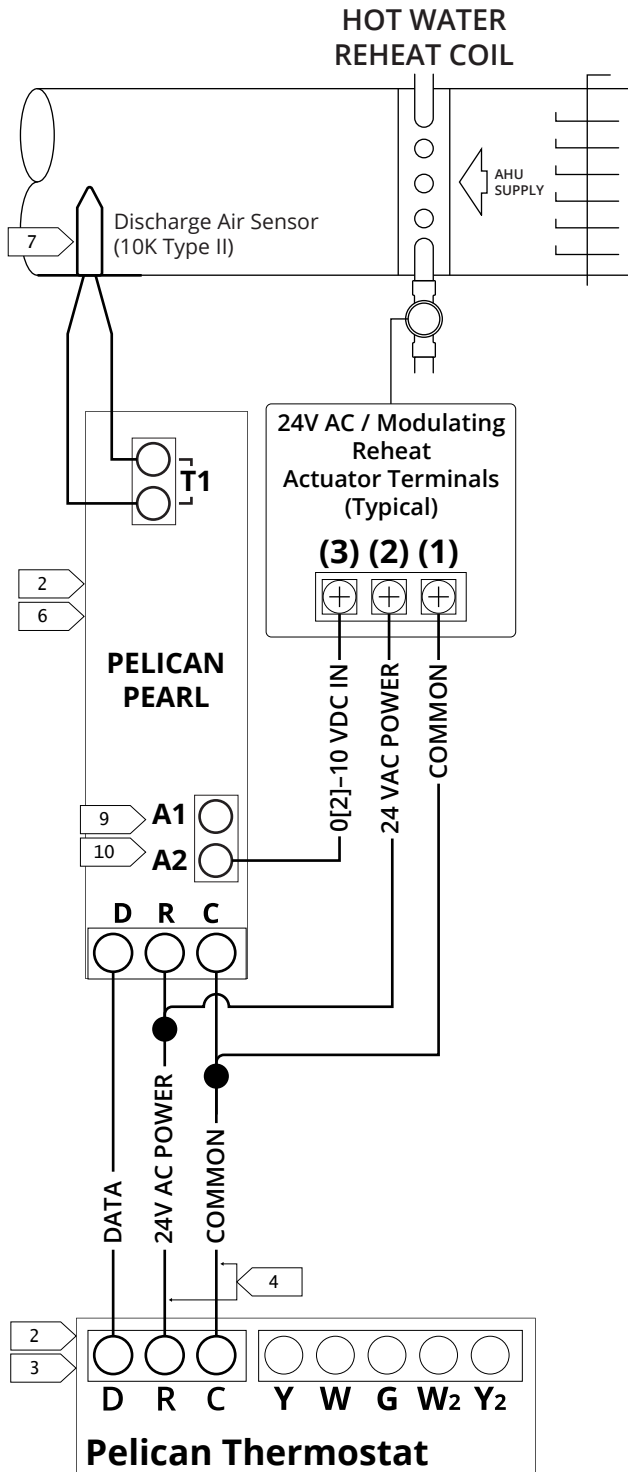 HOT WATER
REHEAT COIL
AHU
SUPPLY
7
Discharge Air Sensor
(10K Type II)
24V AC / Modulating
Reheat
Actuator Terminals
(Typical)
(3) (2) (1)
T1
2
6
PELICAN
PEARL
0[2]–10 VDC IN
24 VAC POWER
COMMON
9
A1
10
A2
D R C
DATA
24V AC POWER
COMMON
4
2
3
D R C Y W G W2 Y2
Pelican Thermostat